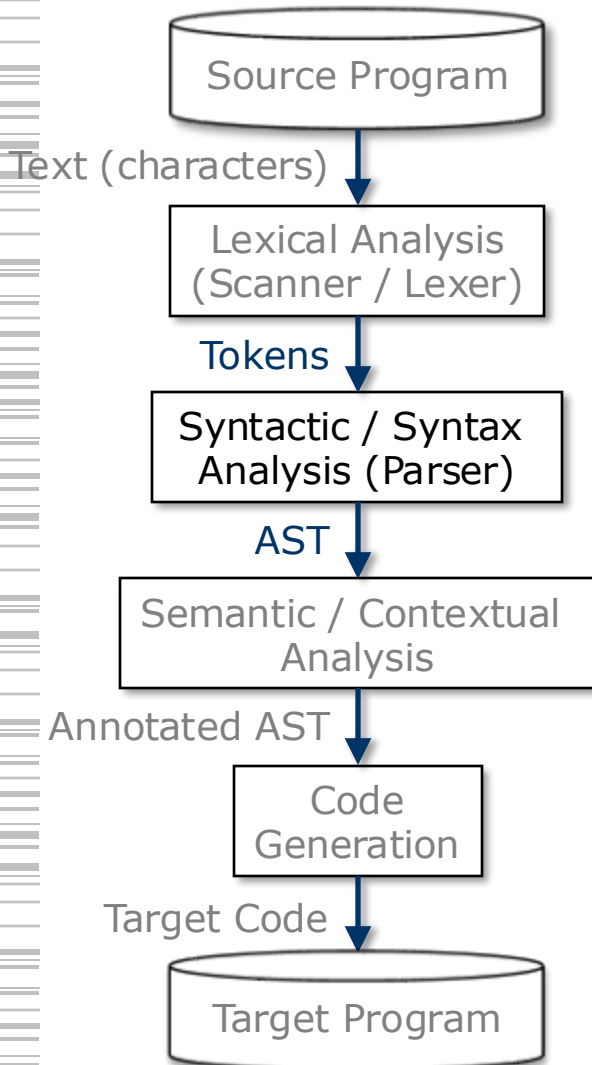 Source Program
Text (characters)
Lexical Analysis
(Scanner / Lexer)
Tokens
Syntactic / Syntax
Analysis (Parser)
AST
Semantic / Contextual
Analysis
Annotated AST
Code
Generation
Target Code
Target Program